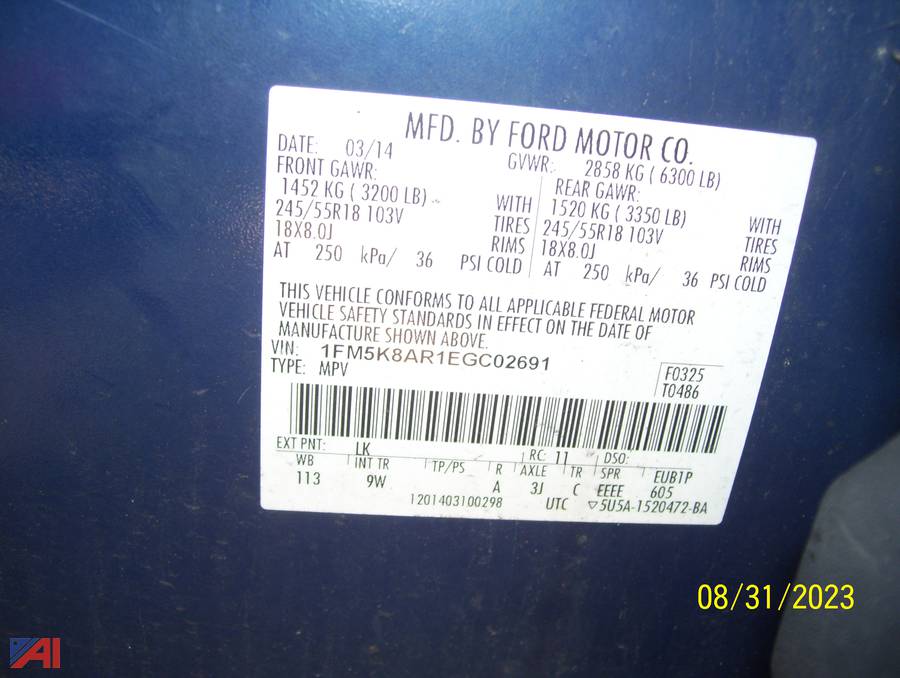 MFD. BY FORD MOTOR CO.
DATE: 03/14 GVWR: 2858 KG ( 6300 LB)
FRONT GAWR: REAR GAWR:
1452 KG ( 3200 LB) WITH 1520 KG ( 3350 LB) WITH
245/55R18 103V TIRES 245/55R18 103V TIRES
18X8.0J RIMS 18X8.0J RIMS
AT 250 kPa/ 36 PSI COLD AT 250 kPa/ 36 PSI COLD
THIS VEHICLE CONFORMS TO ALL APPLICABLE FEDERAL MOTOR
VEHICLE SAFETY STANDARDS IN EFFECT ON THE DATE OF
MANUFACTURE SHOWN ABOVE.
VIN: 1FM5K8AR1EGC02691
TYPE: MPV
F0325
T0486
EXT PNT: LK RC: 11 DSO:
WB INT TR TP/PS R AXLE TR SPR EUB1P
113 9W A 3J C EEEE 605
1201403100298 UTC ▽5U5A-1520472-BA
08/31/2023
AI